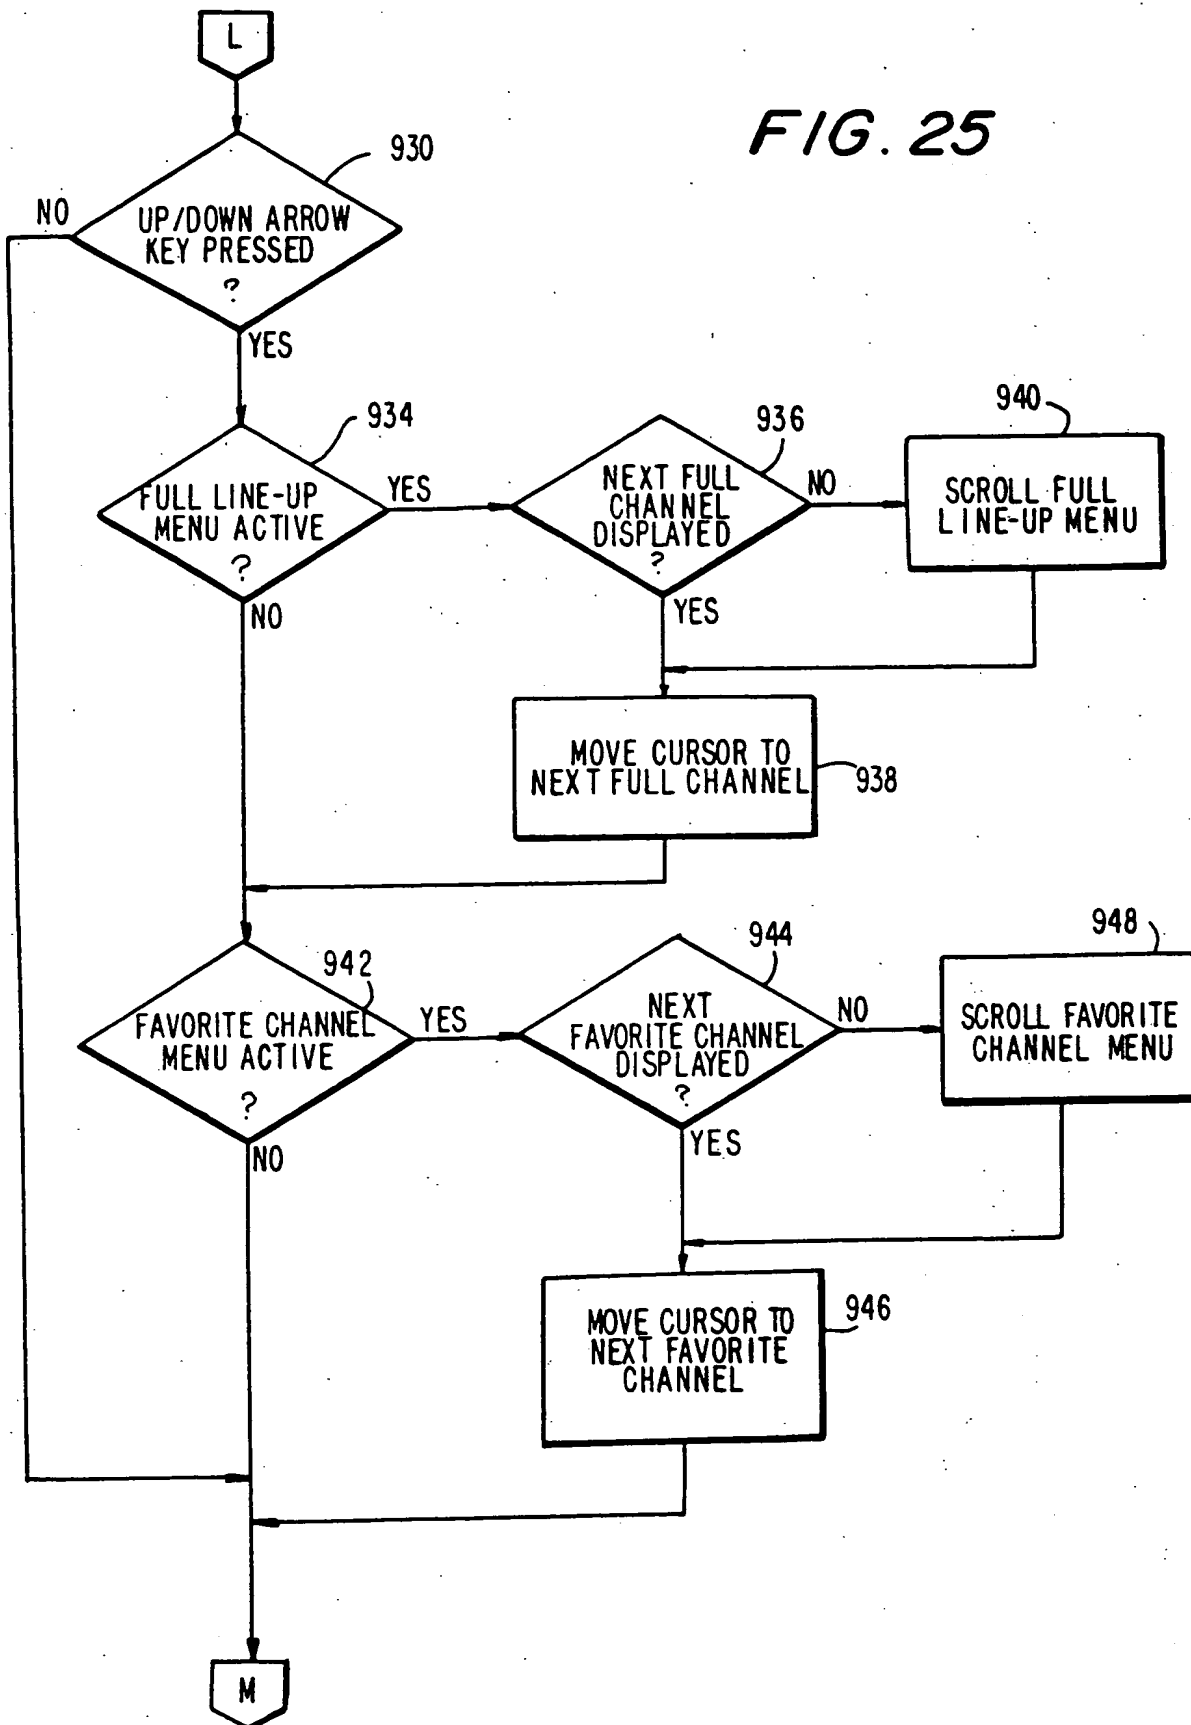 L
FIG. 25
930
NO
UP/DOWN ARROW
KEY PRESSED
?
YES
934
FULL LINE-UP
MENU ACTIVE
?
YES
NO
936
NEXT FULL
CHANNEL
DISPLAYED
?
NO
YES
940
SCROLL FULL
LINE-UP MENU
MOVE CURSOR TO
NEXT FULL CHANNEL
938
942
FAVORITE CHANNEL
MENU ACTIVE
?
YES
NO
944
NEXT
FAVORITE CHANNEL
DISPLAYED
?
NO
YES
948
SCROLL FAVORITE
CHANNEL MENU
MOVE CURSOR TO
NEXT FAVORITE
CHANNEL
946
M